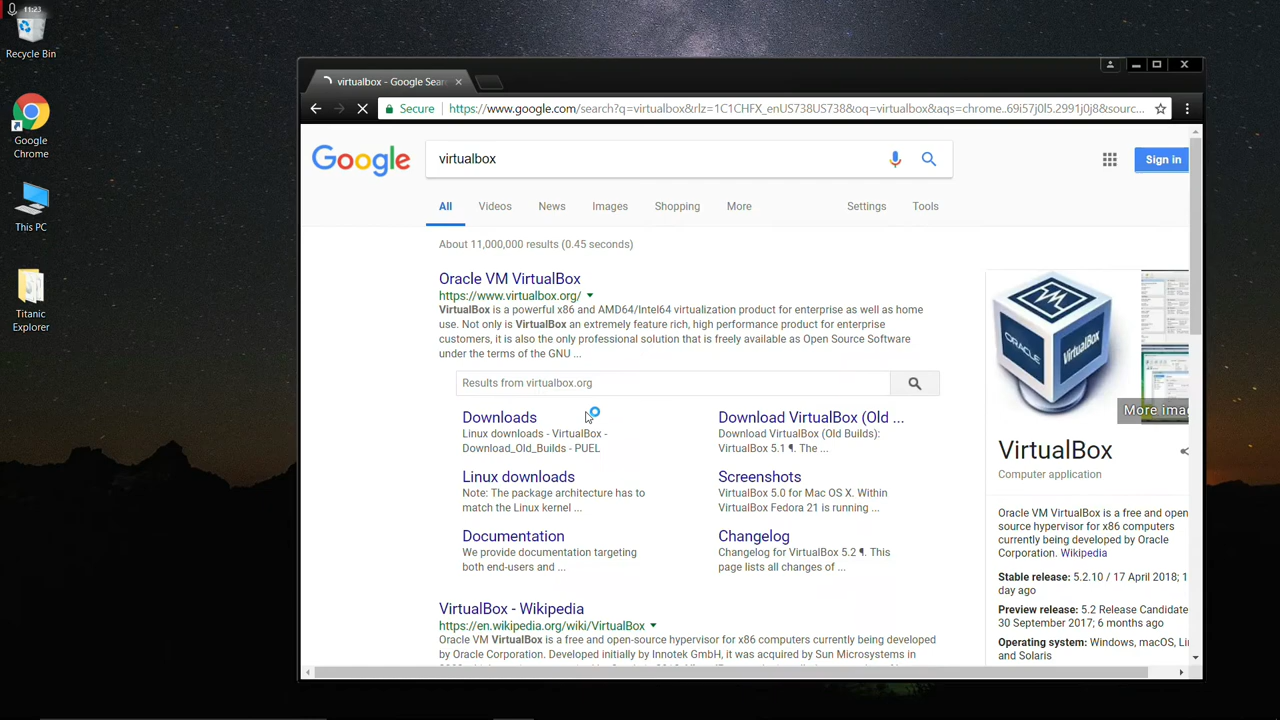 11:23
Recycle Bin
Google
Chrome
This PC
Titanic
Explorer
virtualbox - Google Sear
Secure
https://www.google.com/search?q=virtualbox&rlz=1C1CHFX_enUS738US738&oq=virtualbox&aqs=chrome..69i57j0l5.2991j0j8&sourc...
Google
virtualbox
Sign in
All
Videos
News
Images
Shopping
More
Settings
Tools
About 11,000,000 results (0.45 seconds)
Oracle VM VirtualBox
https://www.virtualbox.org/
VirtualBox is a powerful x86 and AMD64/Intel64 virtualization product for enterprise as well as home
use. Not only is VirtualBox an extremely feature rich, high performance product for enterprise
customers, it is also the only professional solution that is freely available as Open Source Software
under the terms of the GNU ...
Results from virtualbox.org
Downloads
Linux downloads - VirtualBox -
Download_Old_Builds - PUEL
Download VirtualBox (Old ...
Download VirtualBox (Old Builds):
VirtualBox 5.1 ¶. The ...
Linux downloads
Note: The package architecture has to
match the Linux kernel ...
Screenshots
VirtualBox 5.0 for Mac OS X. Within
VirtualBox Fedora 21 is running ...
Documentation
We provide documentation targeting
both end-users and ...
Changelog
Changelog for VirtualBox 5.2 ¶. This
page lists all changes of ...
VirtualBox - Wikipedia
https://en.wikipedia.org/wiki/VirtualBox
Oracle VM VirtualBox is a free and open-source hypervisor for x86 computers currently being developed
by Oracle Corporation. Developed initially by Innotek GmbH, it was acquired by Sun Microsystems in
ORACLE
VirtualBox
More imag
VirtualBox
Computer application
Oracle VM VirtualBox is a free and open
source hypervisor for x86 computers
currently being developed by Oracle
Corporation. Wikipedia
Stable release: 5.2.10 / 17 April 2018; 1
day ago
Preview release: 5.2 Release Candidate
30 September 2017; 6 months ago
Operating system: Windows, macOS, Li
and Solaris